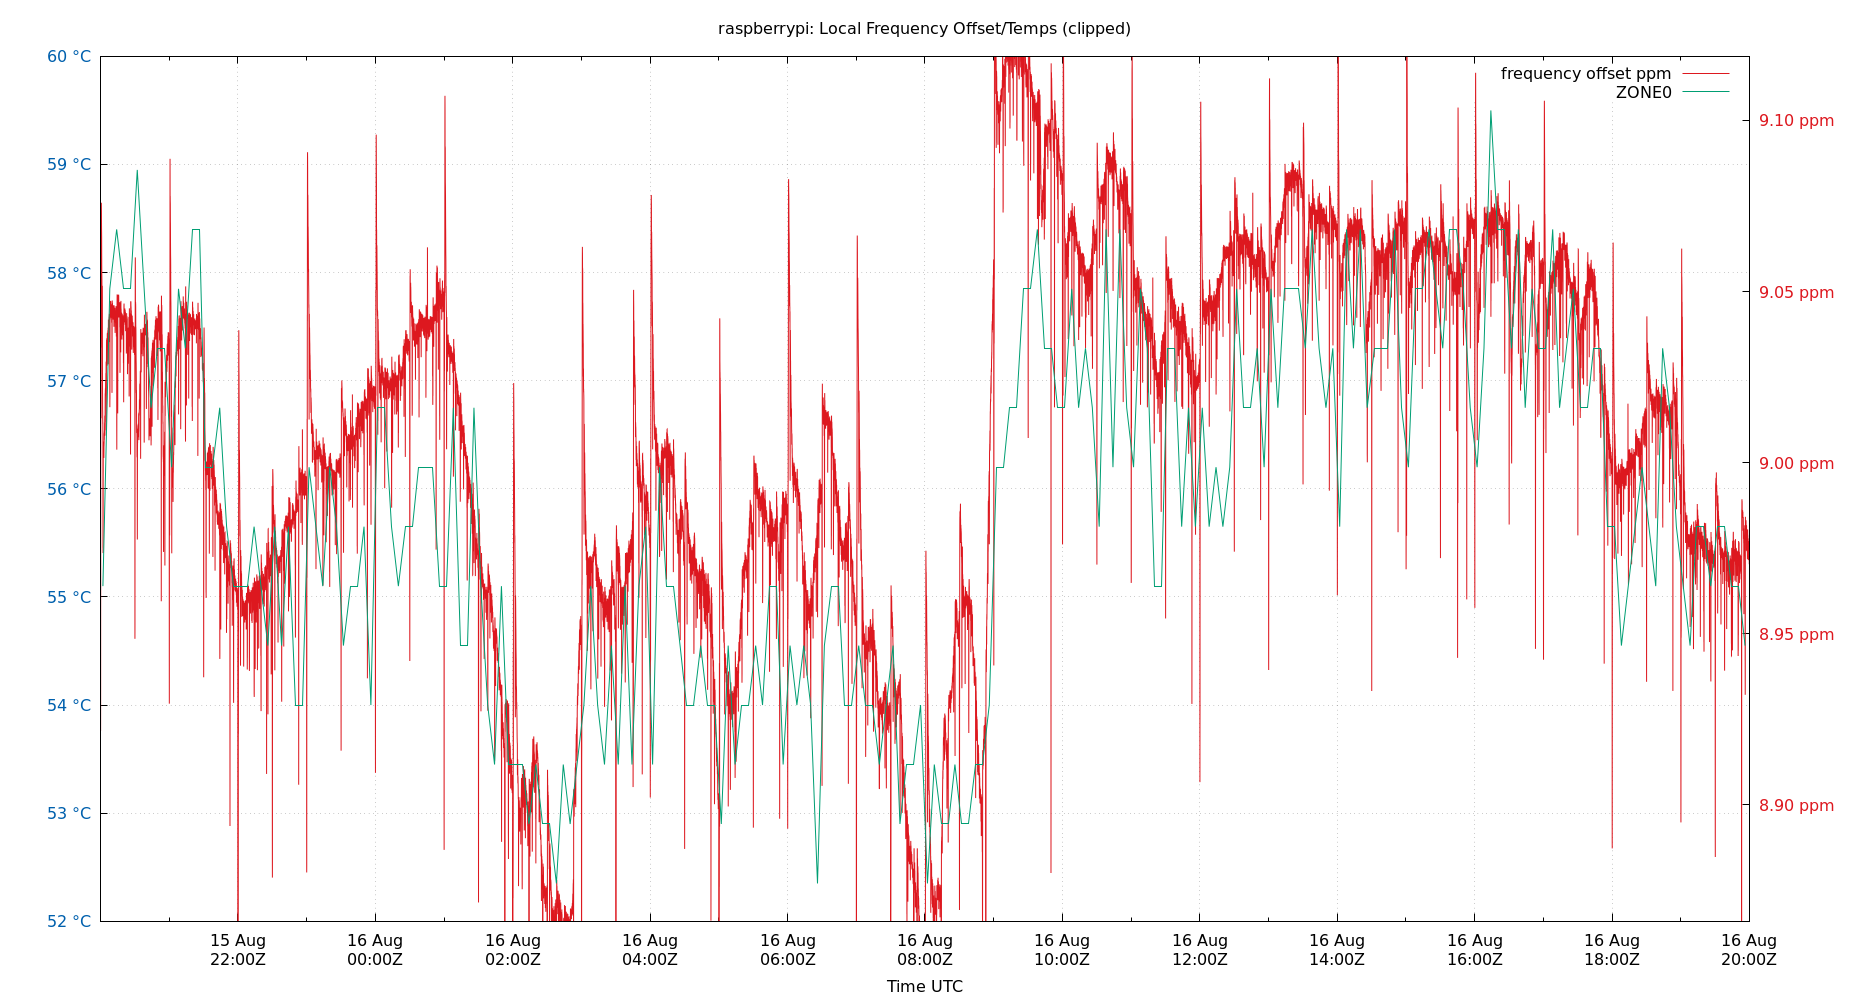 raspberrypi: Local Frequency Offset/Temps (clipped)
frequency offset ppm
ZONE0
60 °C
59 °C
58 °C
57 °C
56 °C
55 °C
54 °C
53 °C
52 °C
9.10 ppm
9.05 ppm
9.00 ppm
8.95 ppm
8.90 ppm
15 Aug
22:00Z
16 Aug
00:00Z
16 Aug
02:00Z
16 Aug
04:00Z
16 Aug
06:00Z
16 Aug
08:00Z
16 Aug
10:00Z
16 Aug
12:00Z
16 Aug
14:00Z
16 Aug
16:00Z
16 Aug
18:00Z
16 Aug
20:00Z
Time UTC